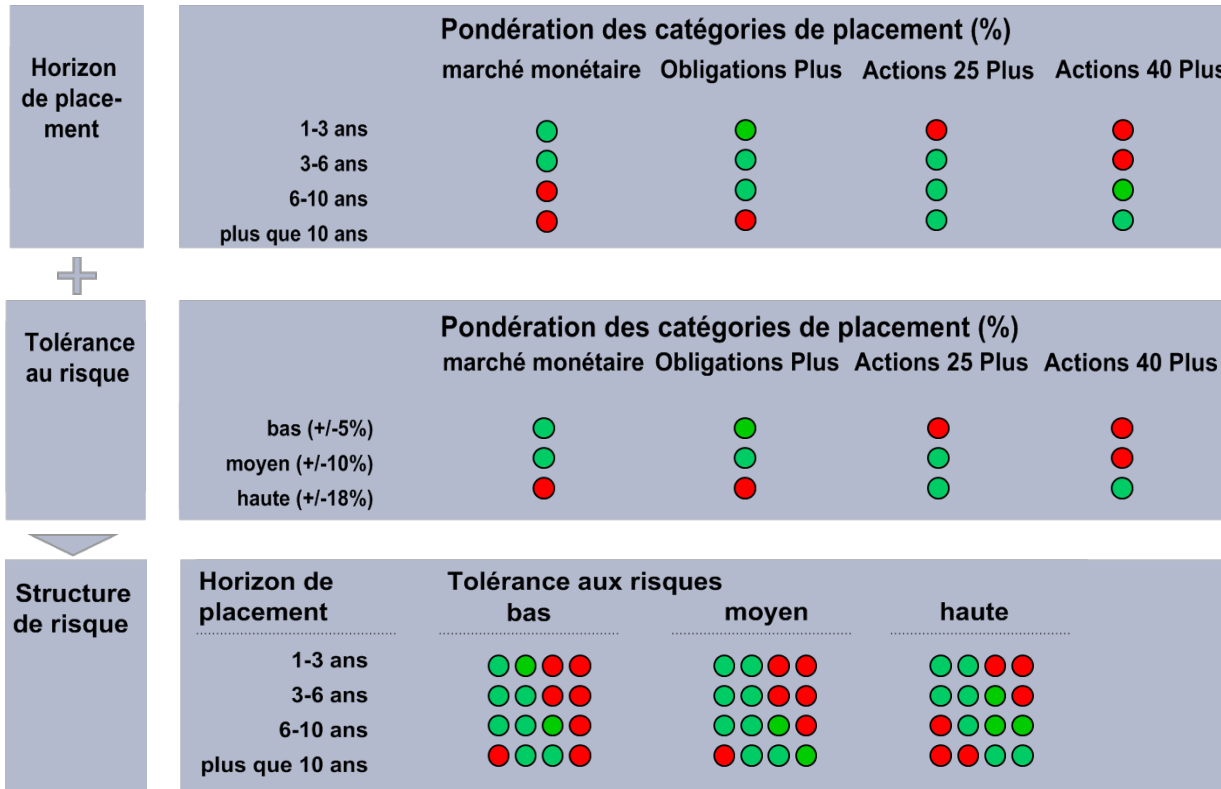 Horizon
de place-
ment
Pondération des catégories de placement (%)
marché monétaire Obligations Plus Actions 25 Plus Actions 40 Plus
1-3 ans
3-6 ans
6-10 ans
plus que 10 ans
Tolérance
au risque
Pondération des catégories de placement (%)
marché monétaire Obligations Plus Actions 25 Plus Actions 40 Plus
bas (+/-5%)
moyen (+/-10%)
haute (+/-18%)
Structure
de risque
Horizon de
placement
Tolérance aux risques
bas moyen haute
1-3 ans
3-6 ans
6-10 ans
plus que 10 ans